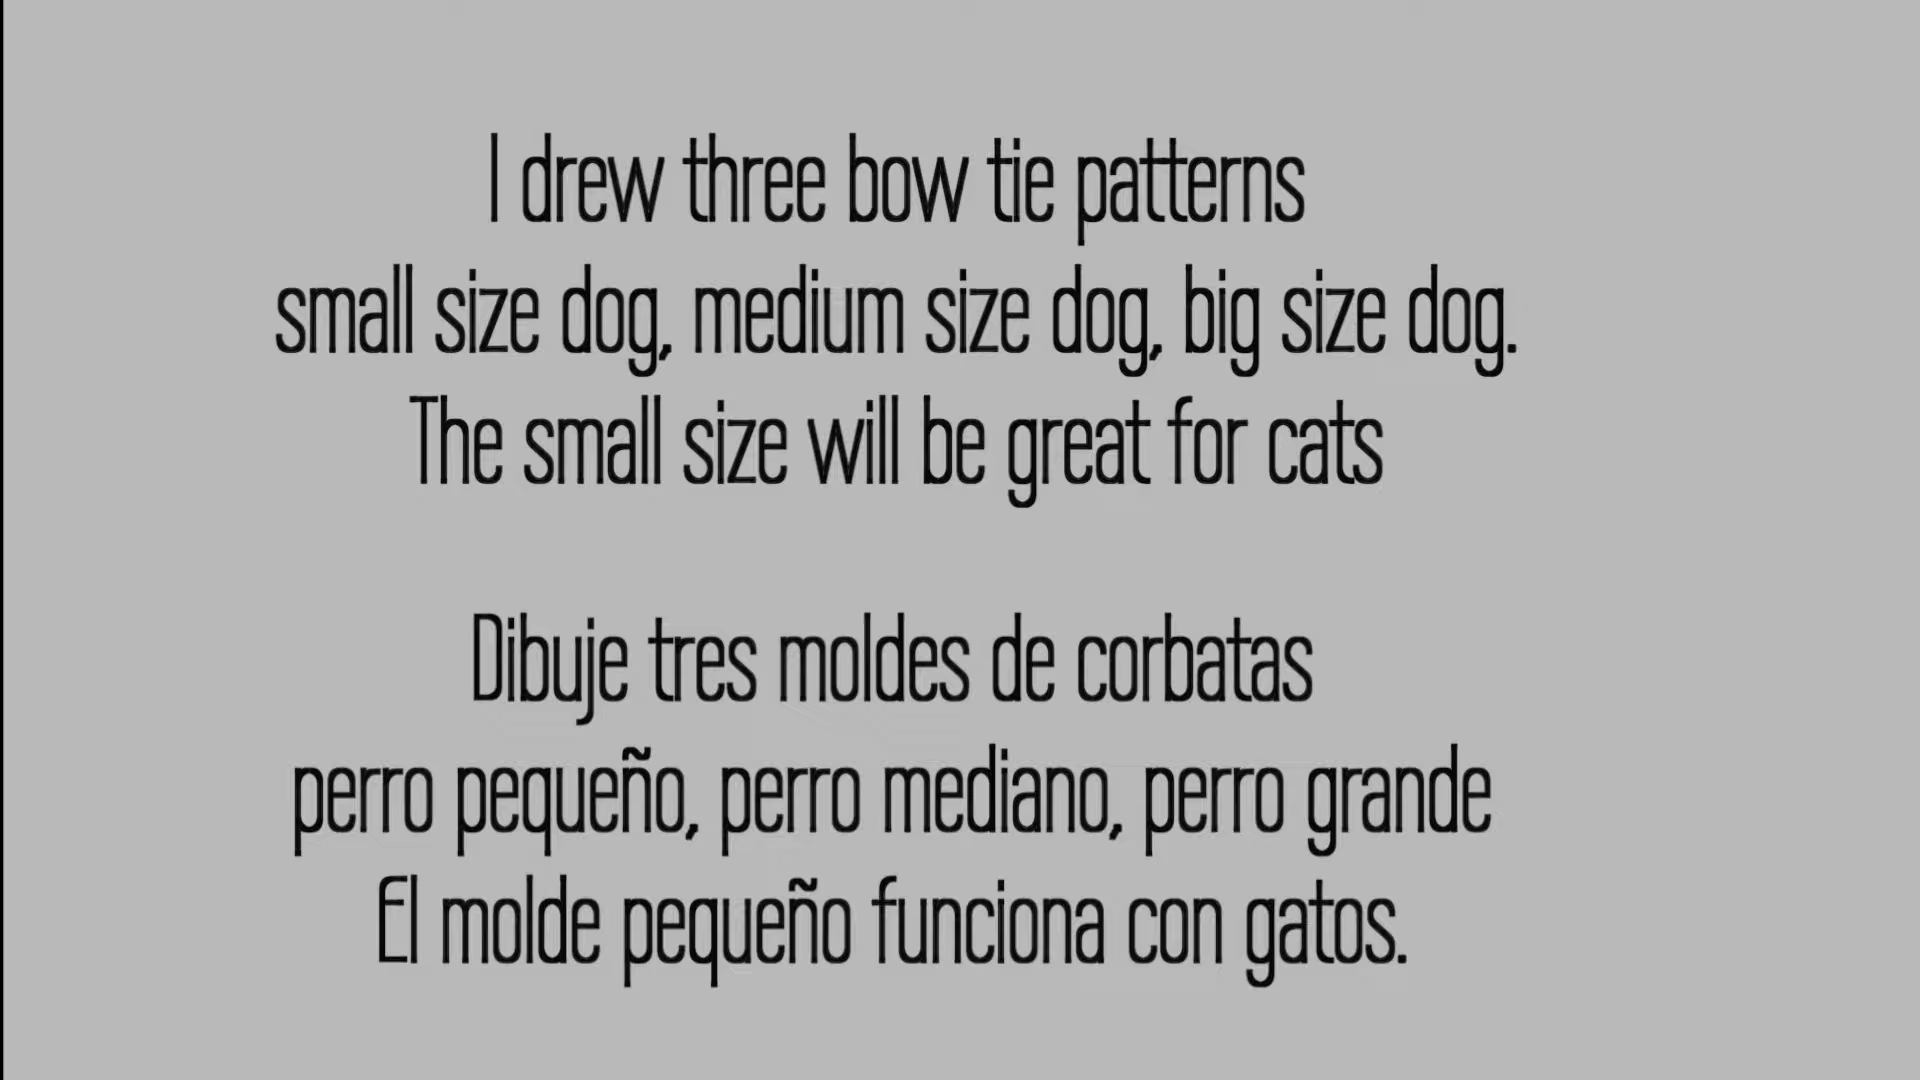 I drew three bow tie patterns
small size dog, medium size dog, big size dog.
The small size will be great for cats
Dibuje tres moldes de corbatas
perro pequeño, perro mediano, perro grande
El molde pequeño funciona con gatos.